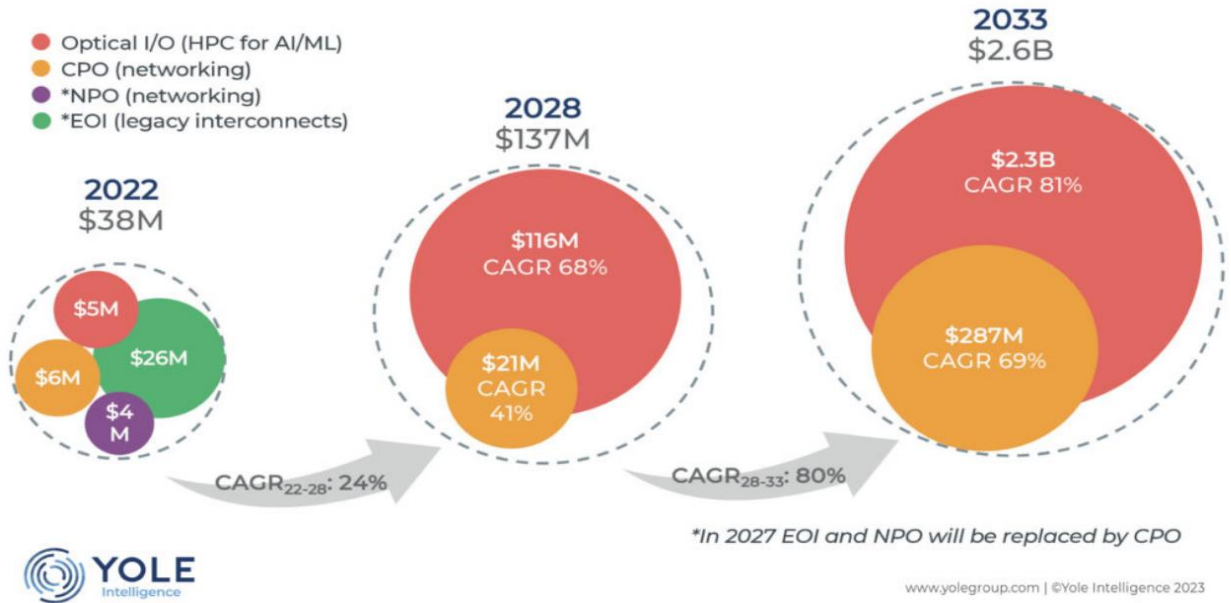 Optical I/O (HPC for AI/ML)
CPO (networking)
*NPO (networking)
*EOI (legacy interconnects)
2022
$38M
$5M
$26M
$6M
$4
M
CAGR22-28: 24%
2028
$137M
$116M
CAGR 68%
$21M
CAGR
41%
CAGR28-33: 80%
2033
$2.6B
$2.3B
CAGR 81%
$287M
CAGR 69%
*In 2027 EOI and NPO will be replaced by CPO
YOLE
Intelligence
www.yolegroup.com | ©Yole Intelligence 2023